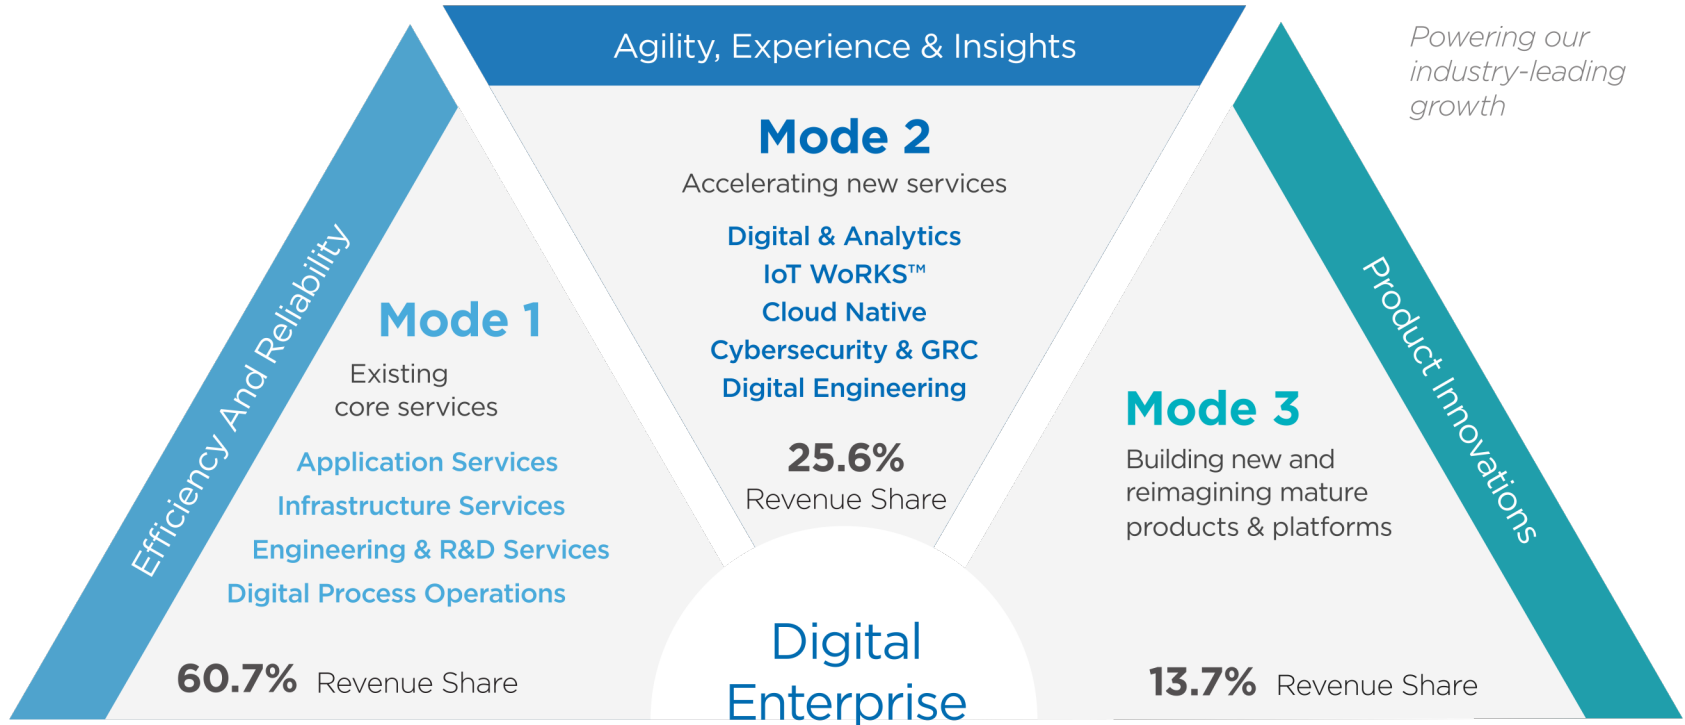 Agility, Experience & Insights
Powering our
industry-leading
growth
Mode 2
Accelerating new services
Digital & Analytics
IoT WoRKS™
Cloud Native
Cybersecurity & GRC
Digital Engineering
25.6%
Revenue Share
Efficiency And Reliability
Mode 1
Existing
core services
Application Services
Infrastructure Services
Engineering & R&D Services
Digital Process Operations
60.7% Revenue Share
Product Innovations
Mode 3
Building new and
reimagining mature
products & platforms
13.7% Revenue Share
Digital
Enterprise